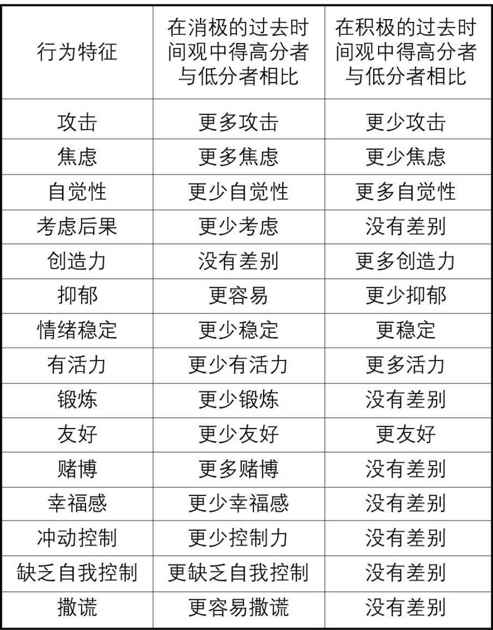 行为特征 在消极的过去时间观中得高分者与低分者相比 在积极的过去时间观中得高分者与低分者相比
攻击 更多攻击 更少攻击
焦虑 更多焦虑 更少焦虑
自觉性 更少自觉性 更多自觉性
考虑后果 更少考虑 没有差别
创造力 没有差别 更多创造力
抑郁 更容易 更少抑郁
情绪稳定 更少稳定 更稳定
有活力 更少有活力 更多活力
锻炼 更少锻炼 没有差别
友好 更少友好 更友好
赌博 更多赌博 没有差别
幸福感 更少幸福感 没有差别
冲动控制 更少控制力 没有差别
缺乏自我控制 更缺乏自我控制 没有差别
撒谎 更容易撒谎 没有差别